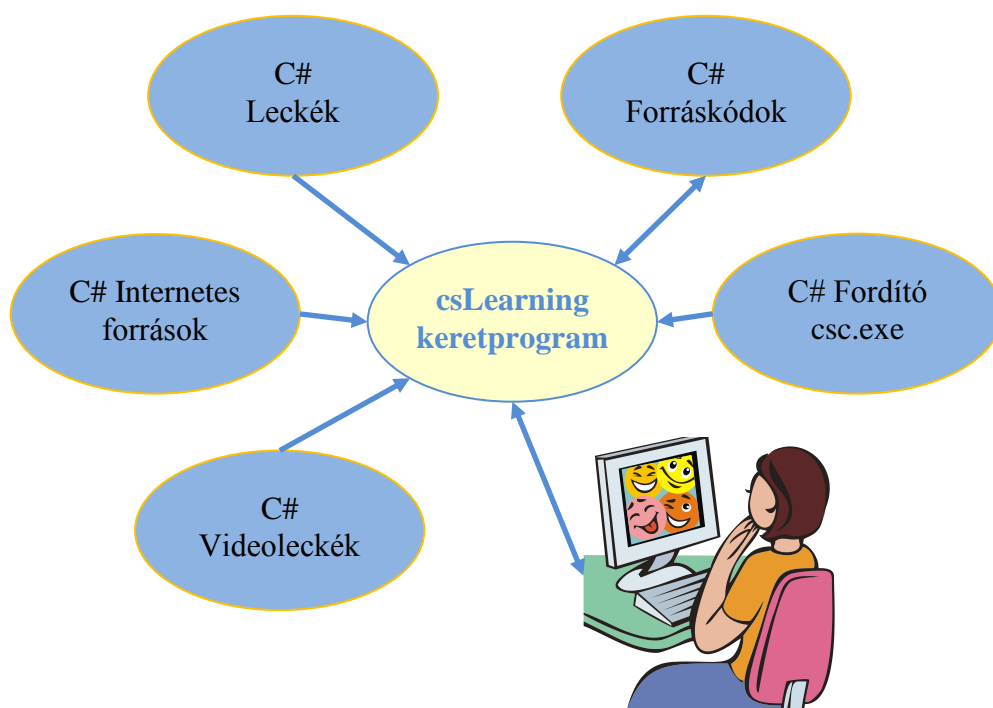 C#
Leckék
C#
Forráskódok
C# Internetes
források
csLearning
keretprogram
C# Fordító
csc.exe
C#
Videoleckék